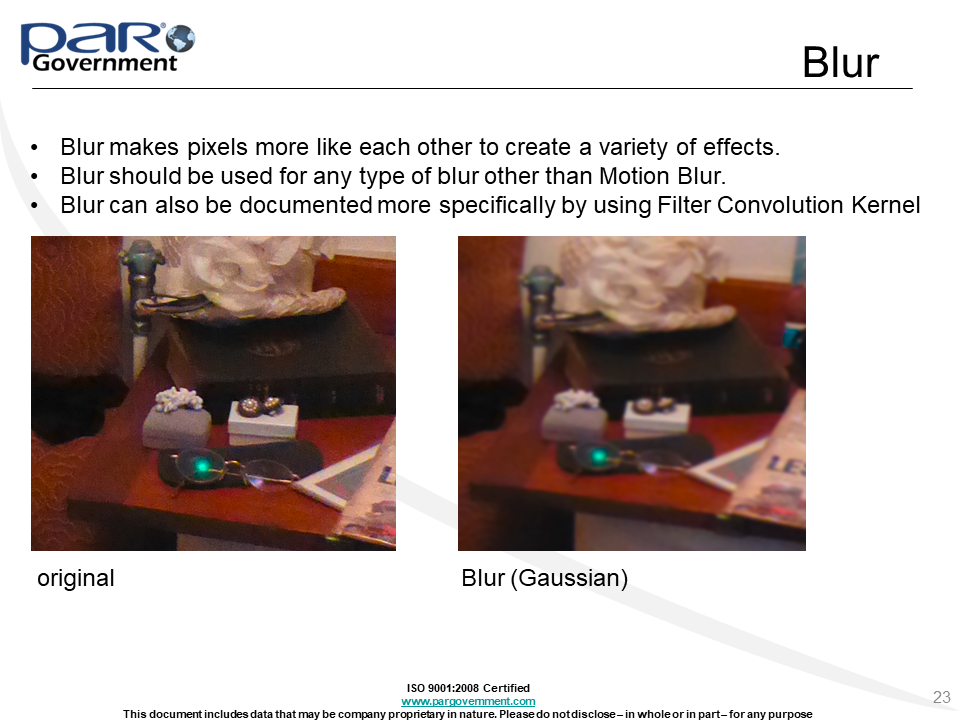 PAR® Government
Blur
• Blur makes pixels more like each other to create a variety of effects.
• Blur should be used for any type of blur other than Motion Blur.
• Blur can also be documented more specifically by using Filter Convolution Kernel
LE
original
Blur (Gaussian)
ISO 9001:2008 Certified
www.pargovernment.com
This document includes data that may be company proprietary in nature. Please do not disclose – in whole or in part – for any purpose
23